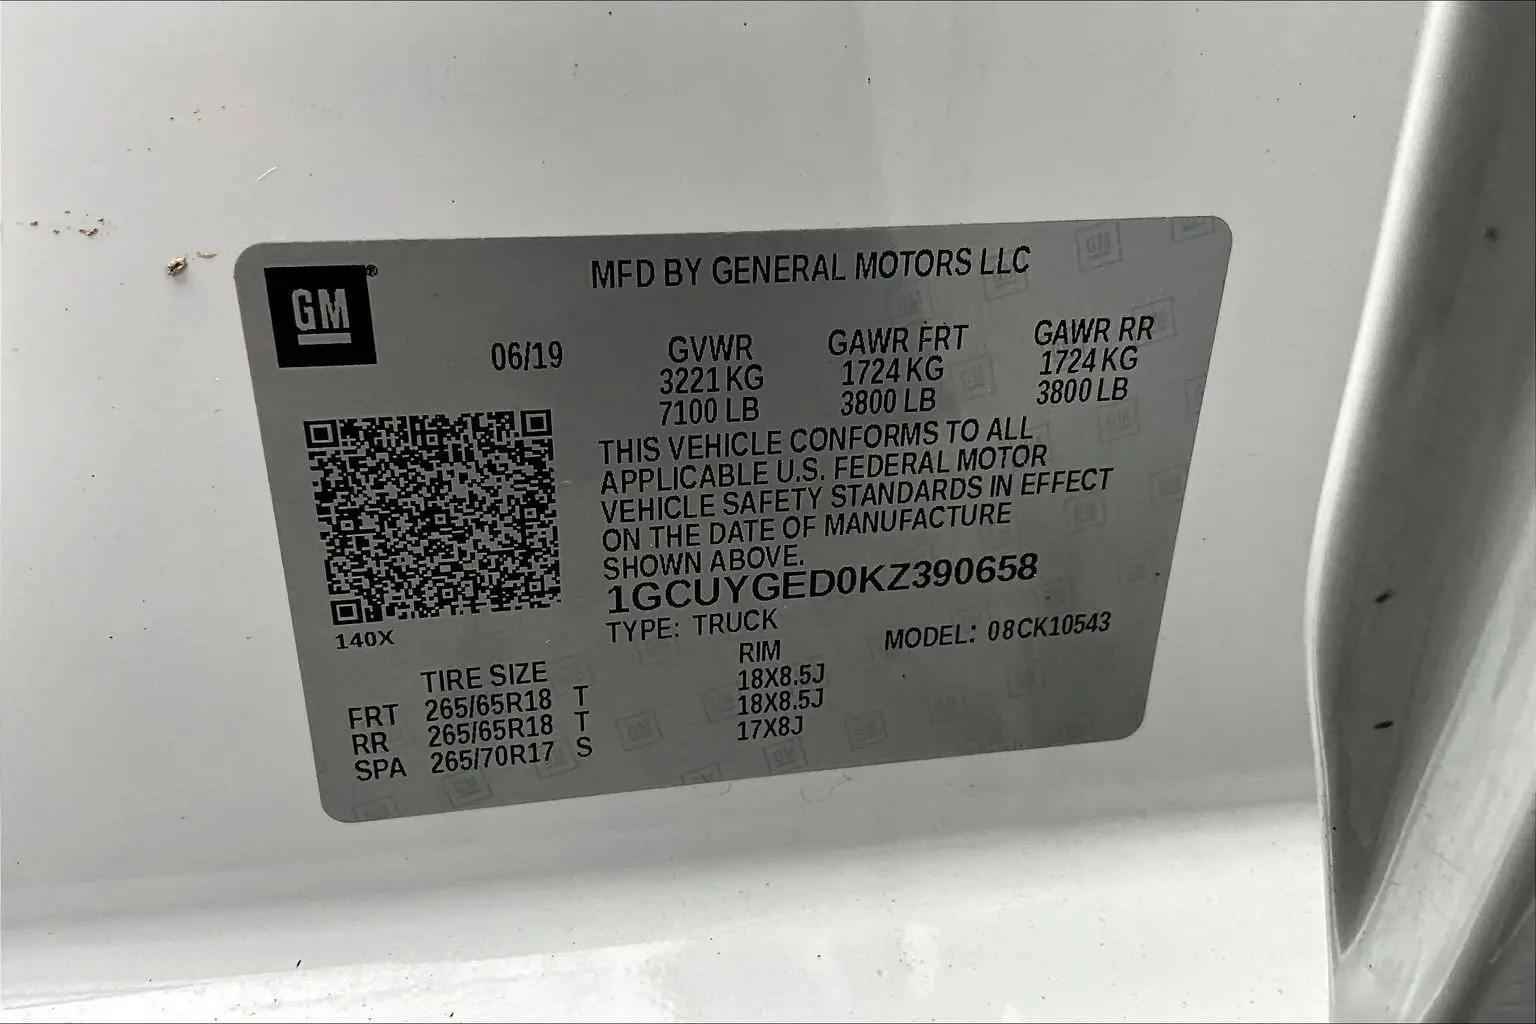 GM®
MFD BY GENERAL MOTORS LLC
06/19
GVWR GAWR FRT GAWR RR
3221 KG 1724 KG 1724 KG
7100 LB 3800 LB 3800 LB
THIS VEHICLE CONFORMS TO ALL
APPLICABLE U.S. FEDERAL MOTOR
VEHICLE SAFETY STANDARDS IN EFFECT
ON THE DATE OF MANUFACTURE
SHOWN ABOVE.
1GCUYGED0KZ390658
140X
TYPE: TRUCK MODEL: 08CK10543
TIRE SIZE RIM
FRT 265/65R18 T 18X8.5J
RR 265/65R18 T 18X8.5J
SPA 265/70R17 S 17X8J